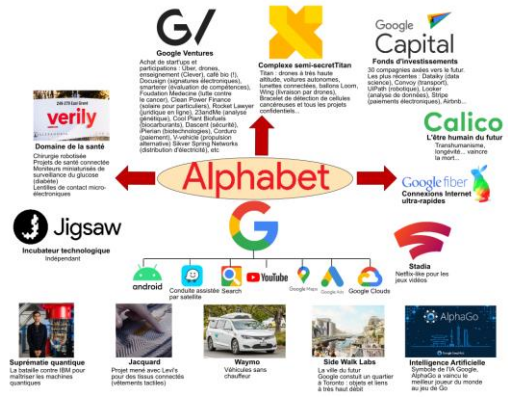 G/
Google Ventures
Achat de start'ups et
participations : Uber, drones,
enseignement (Clever), café bio (!),
Docusign (signatures électroniques),
smarterer (évaluation de compétences),
Foundation Medecine (lutte contre
le cancer), Clean Power Finance
(solaire pour particuliers), Rocket Lawyer
(juridique en ligne), 23andMe (analyse
génétique), Cool Plant Biofuels
(biocarburants), Dascent (sécurité),
iPierian (biotechnologies), Corduro
(paiement), V-vehicle (propulsion
alternative) Silkver Spring Networks
(distribution d'électricité), etc
Complexe semi-secretTitan
Titan : drones à très haute
altitude, voitures autonomes,
lunettes connectées, ballons Loom,
Wing (livraison par drones),
Bracelet de détection de cellules
cancéreuses et tous les projets
confidentiels...
Google
Capital
Fonds d'investissements
30 compagnies axées vers le futur.
Les plus récentes : Dataiky (data
science), Convoy (transport),
UiPath (robotique), Looker
(analyse de données), Stripe
(paiements électroniques), Airbnb...
verily
Domaine de la santé
Chirurgie robotisée
Projets de santé connectée
Moniteurs miniaturisés de
surveillance du glucose
(diabète)
Lentilles de contact micro-
électroniques
Calico
L'être humain du futur
Transhumanisme,
longévité... vaincre
la mort...
Alphabet
Google fiber
Connexions Internet
ultra-rapides
Jigsaw
Incubateur technologique
Indépendant
G
Stadia
Netflix-like pour les
jeux vidéos
android
Conduite assistée
par satellite
Search
YouTube
Google Maps
Google Ads
Google Clouds
Suprématie quantique
La bataille contre IBM pour
maîtriser les machines
quantiques
Jacquard
Projet mené avec Levi's
pour des tissus connectés
(vêtements tactiles)
Waymo
Véhicules sans
chauffeur
Side Walk Labs
La ville du futur
Google construit un quartier
à Toronto : objets et liens
à très haut débit
AlphaGo
Intelligence Artificielle
Symbole de l'IA Google,
AlphaGo a vaincu le
meilleur joueur du monde
au jeu de Go